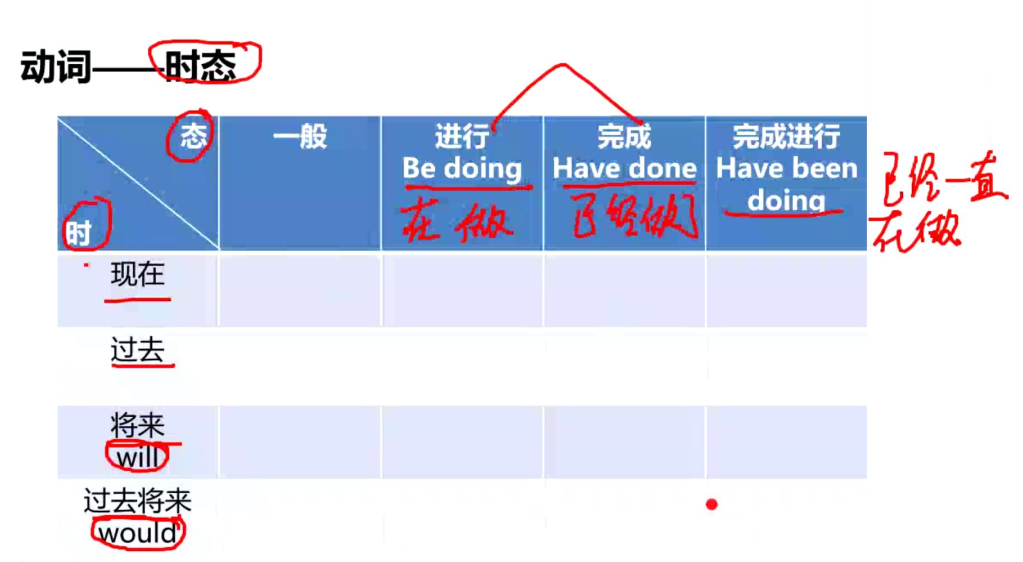 动词——时态
态
时
一般
进行
Be doing
在做
完成
Have done
已经做了
完成进行
Have been
doing
已经一直
在做
现在
过去
将来
will
过去将来
would